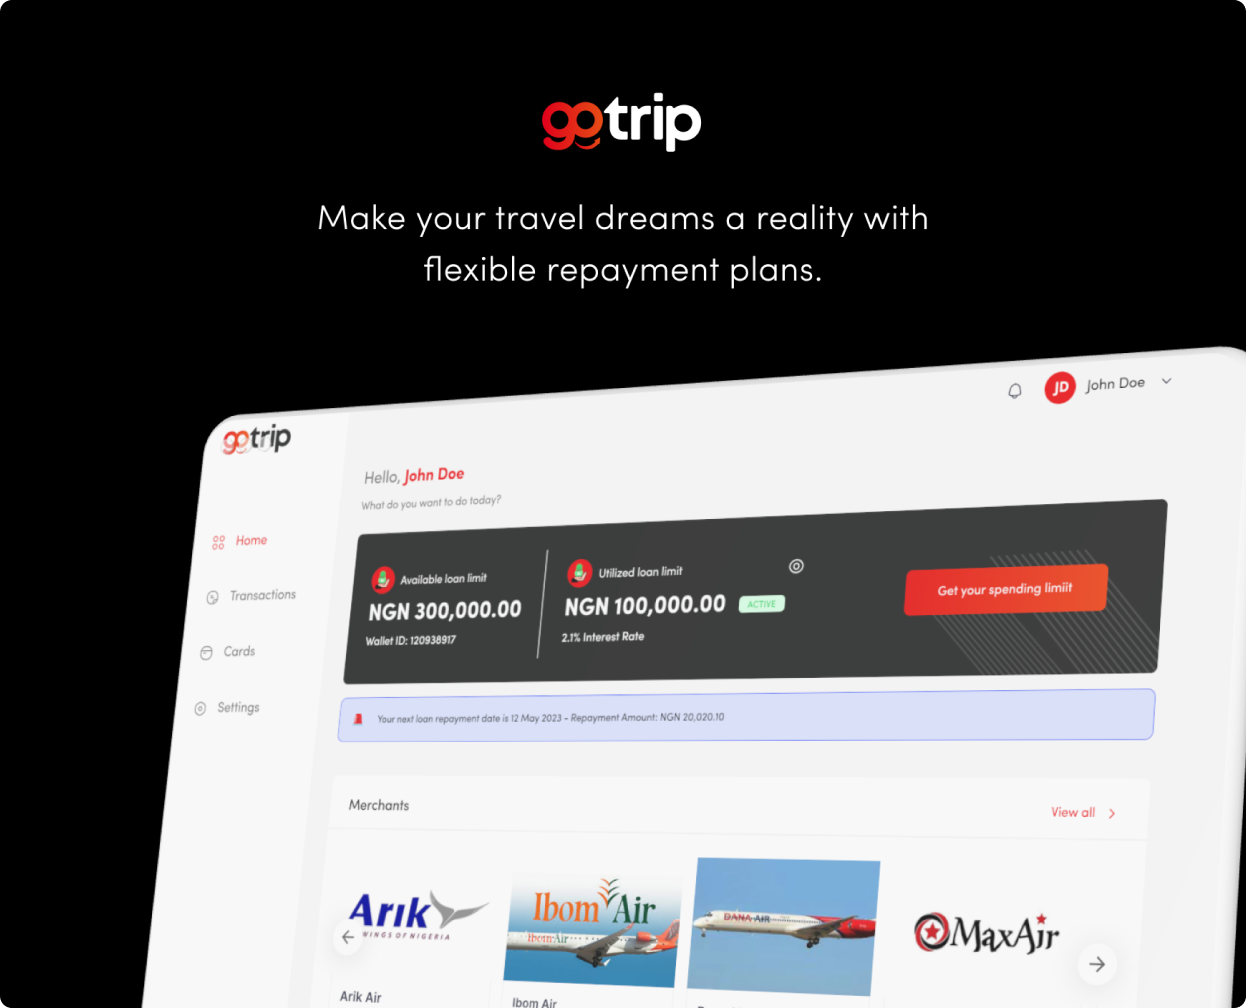 gotrip
Make your travel dreams a reality with
flexible repayment plans.
JD John Doe
gotrip
Hello, John Doe
What do you want to do today?
Home
Transactions
Cards
Settings
Available loan limit
NGN 300,000.00
Wallet ID: 120938917
Utilized loan limit
NGN 100,000.00 ACTIVE
2.1% Interest Rate
Get your spending limiit
Your next loan repayment date is 12 May 2023 - Repayment Amount: NGN 20,020.10
Merchants
View all
Arik
WINGS OF NIGERIA
Arik Air
Ibom Air
IbomAir
Ibom Air
DANA AIR
MaxAir